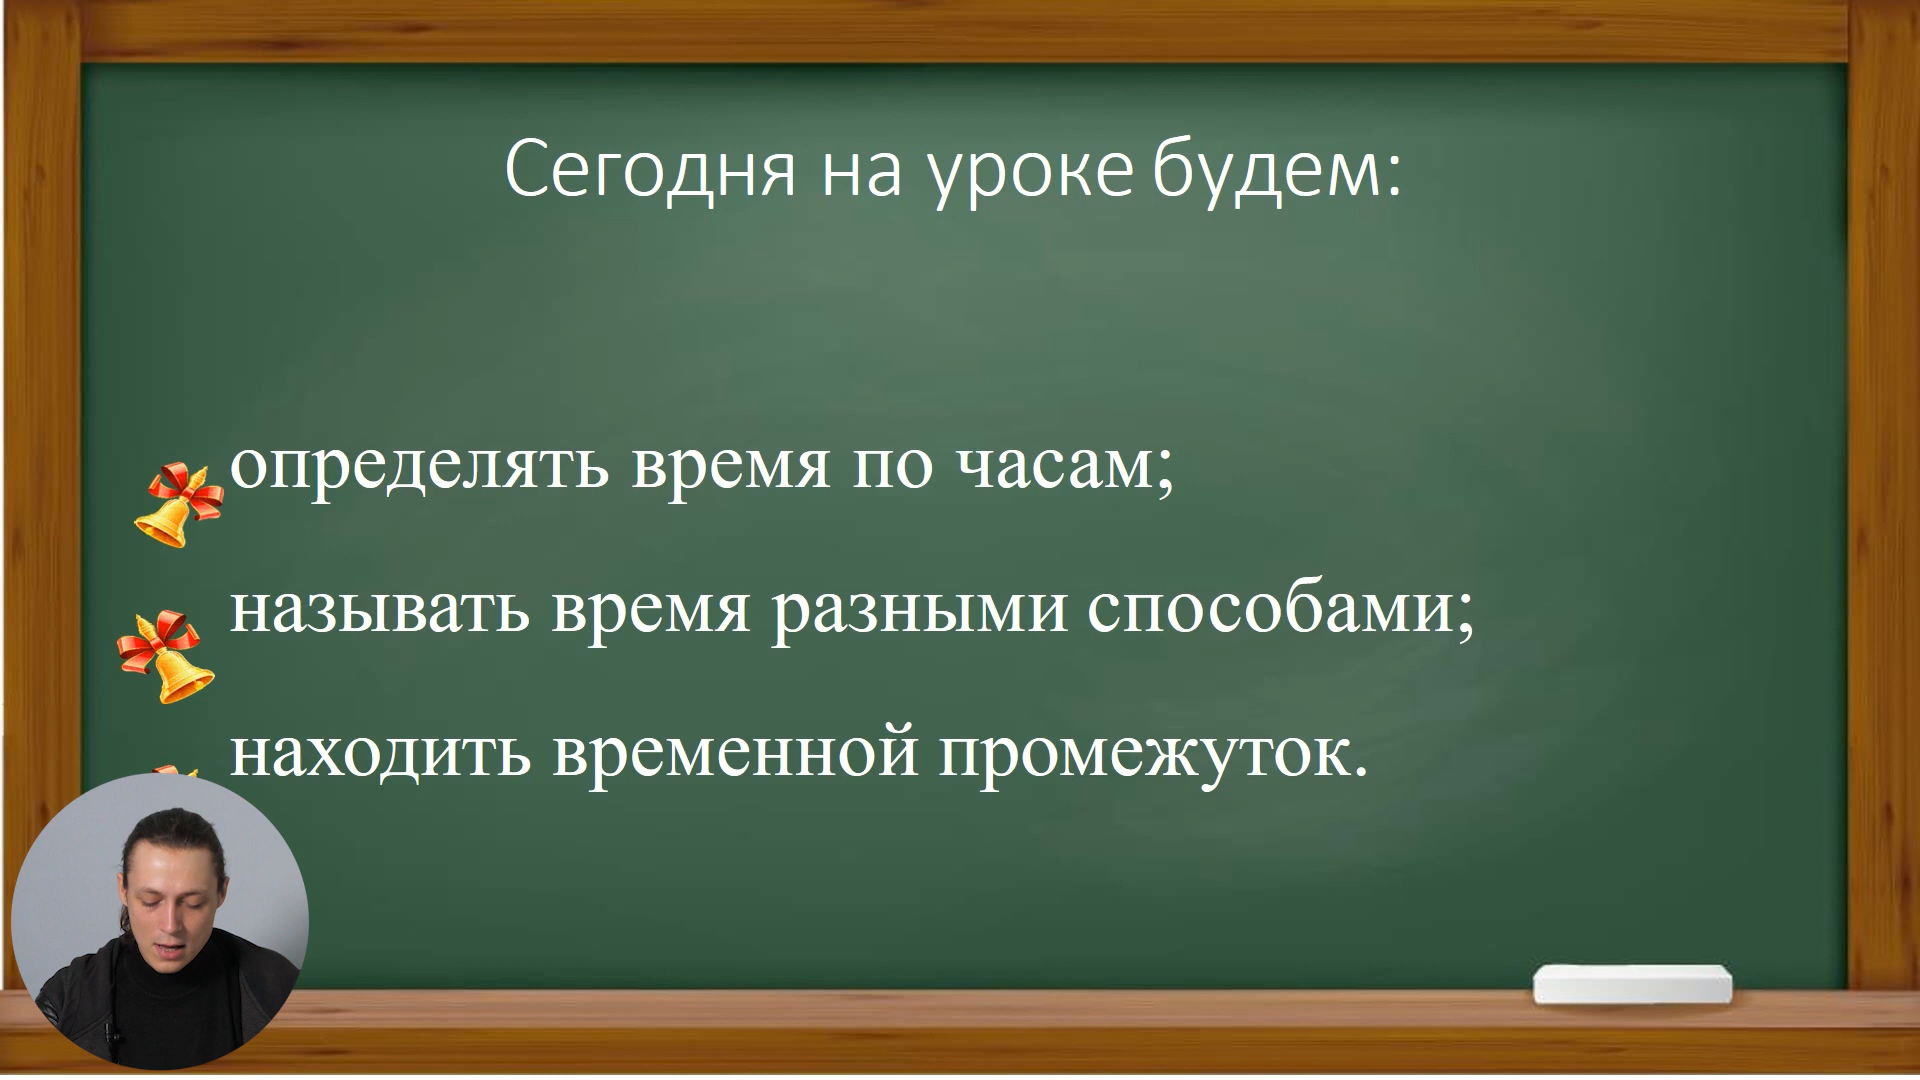 Сегодня на уроке будем:
определять время по часам;
называть время разными способами;
находить временной промежуток.